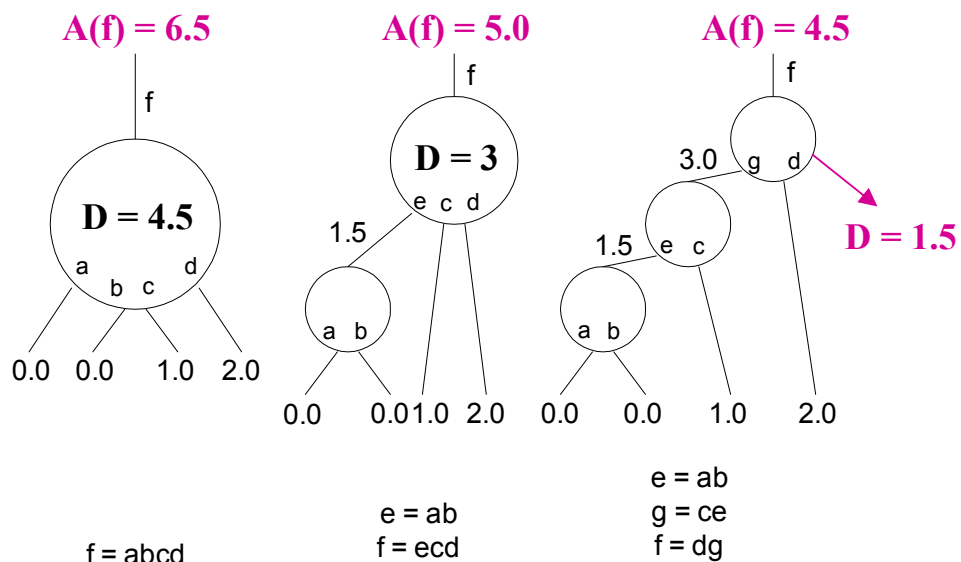 A(f) = 6.5
f
D = 4.5
a
b
c
d
0.0 0.0 1.0 2.0
f = abcd
A(f) = 5.0
f
D = 3
e c d
1.5
a b
0.0 0.01.0 2.0
e = ab
f = ecd
A(f) = 4.5
f
3.0
g d
D = 1.5
1.5
e c
a b
0.0 0.0 1.0 2.0
e = ab
g = ce
f = dg